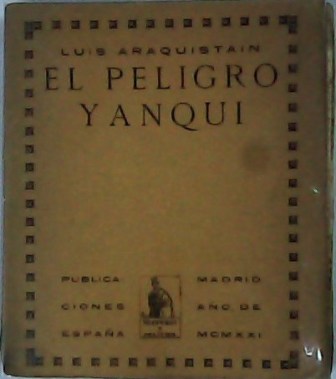 LUIS ARAQUISTAIN
EL PELIGRO
YANQUI
PUBLICA
CIONES
ESPAÑA
MADRID
AÑO DE
MCMXXI